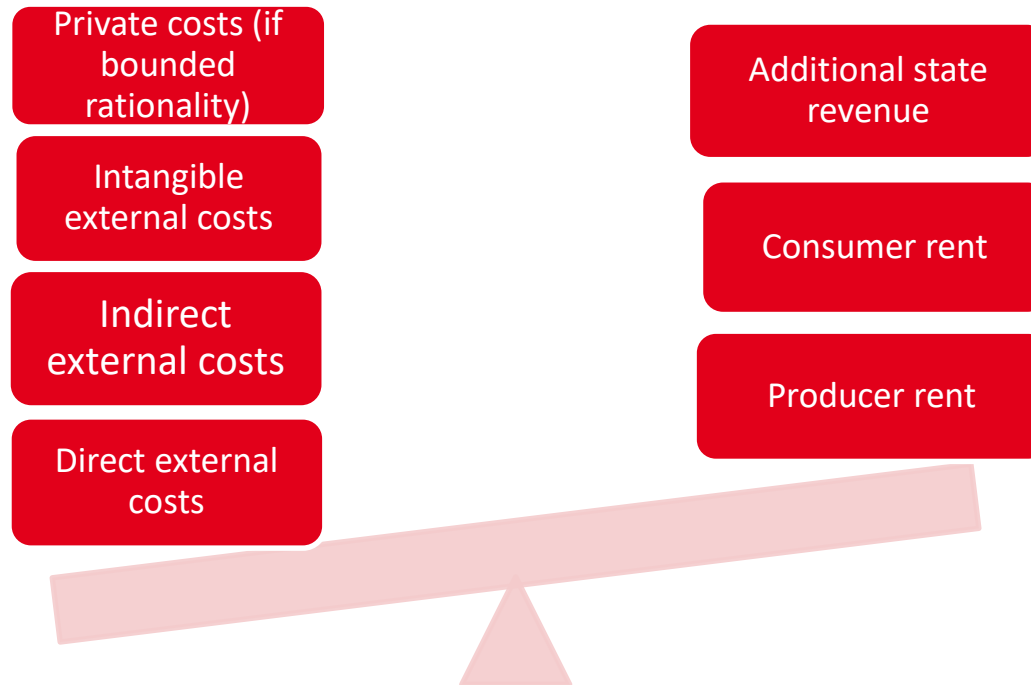 Private costs (if
bounded
rationality)
Intangible
external costs
Indirect
external costs
Direct external
costs
Additional state
revenue
Consumer rent
Producer rent